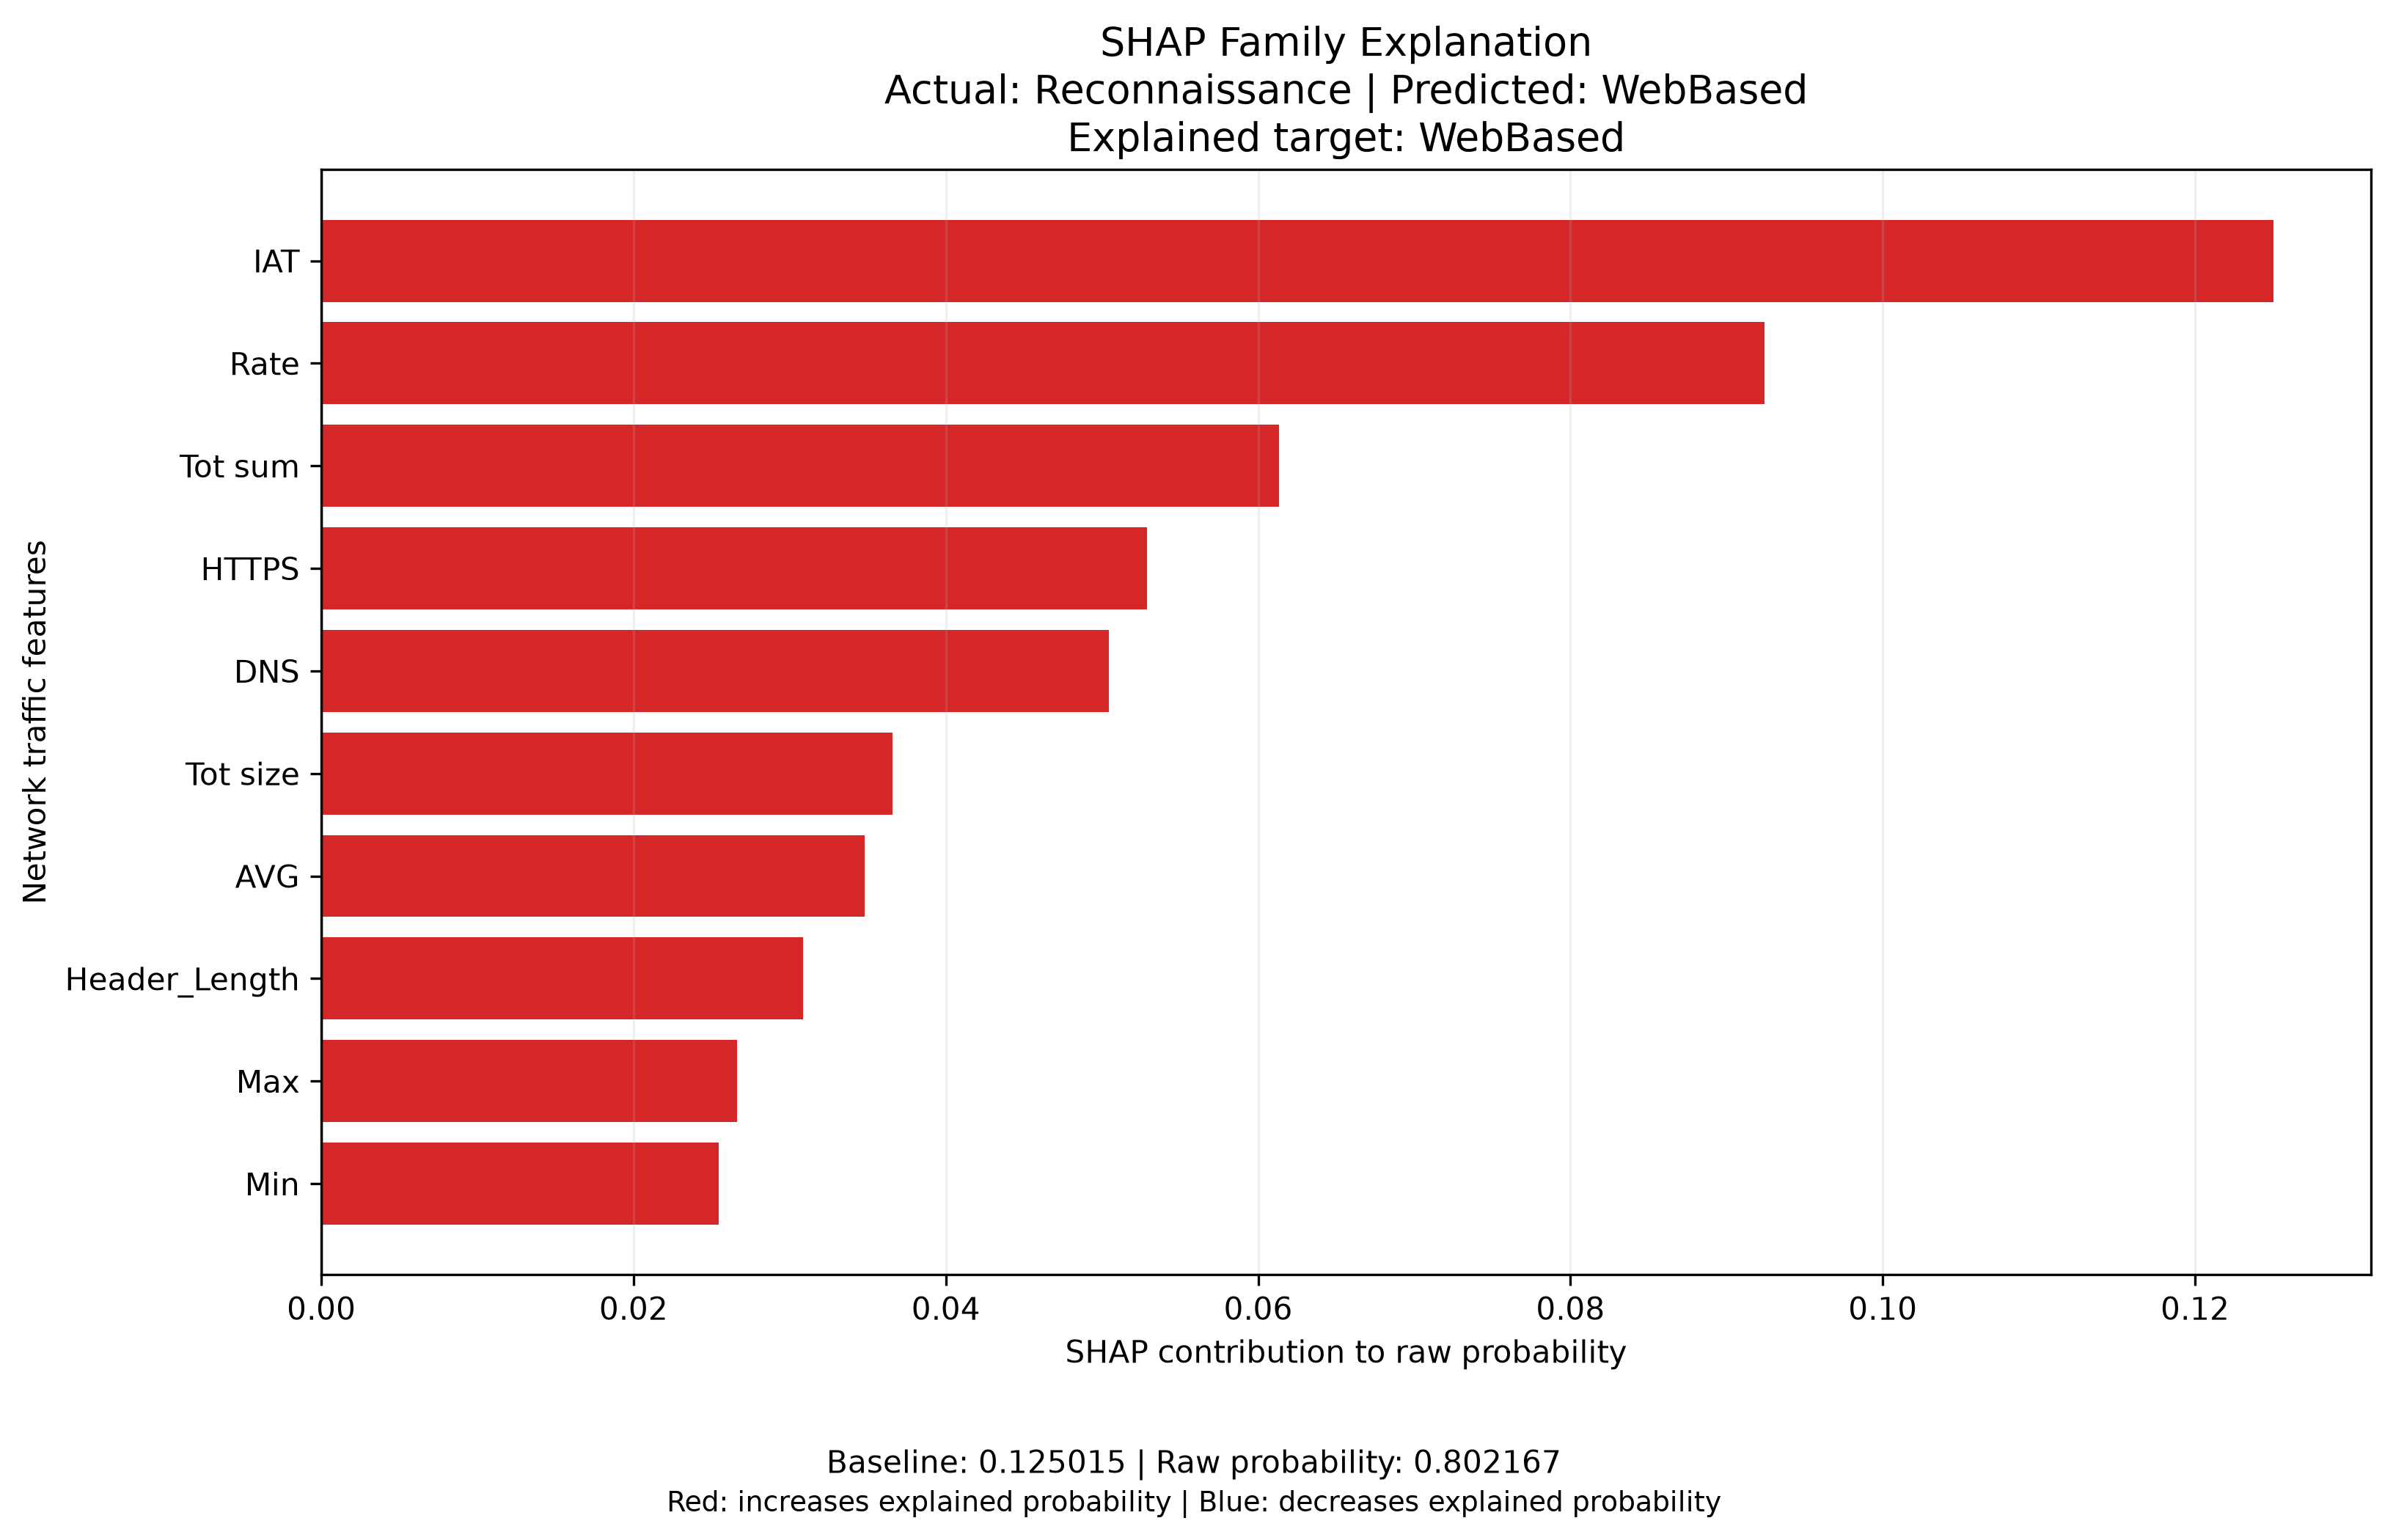 SHAP Family Explanation
Actual: Reconnaissance | Predicted: WebBased
Explained target: WebBased
Network traffic features
IAT
Rate
Tot sum
HTTPS
DNS
Tot size
AVG
Header_Length
Max
Min
0.00 0.02 0.04 0.06 0.08 0.10 0.12
SHAP contribution to raw probability
Baseline: 0.125015 | Raw probability: 0.802167
Red: increases explained probability | Blue: decreases explained probability